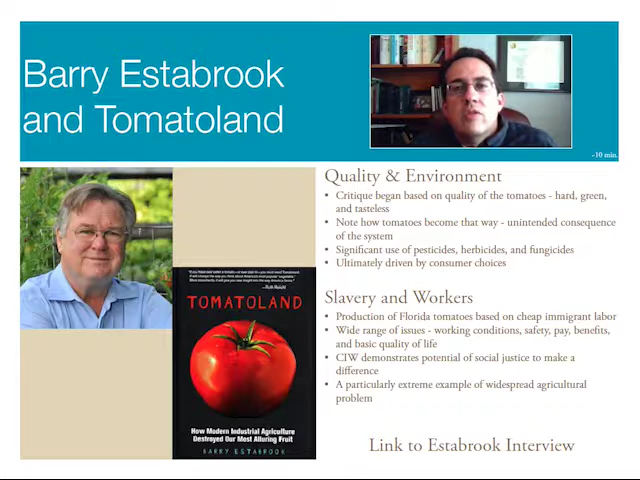 Barry Estabrook
and Tomatoland
~10 min.
Quality & Environment
• Critique began based on quality of the tomatoes - hard, green,
and tasteless
• Note how tomatoes become that way - unintended consequence
of the system
• Significant use of pesticides, herbicides, and fungicides
• Ultimately driven by consumer choices
Slavery and Workers
• Production of Florida tomatoes based on cheap immigrant labor
• Wide range of issues - working conditions, safety, pay, benefits,
and basic quality of life
• CIW demonstrates potential of social justice to make a
difference
• A particularly extreme example of widespread agricultural
problem
Link to Estabrook Interview
TOMATOLAND
How Modern Industrial Agriculture
Destroyed Our Most Alluring Fruit
BARRY ESTABROOK